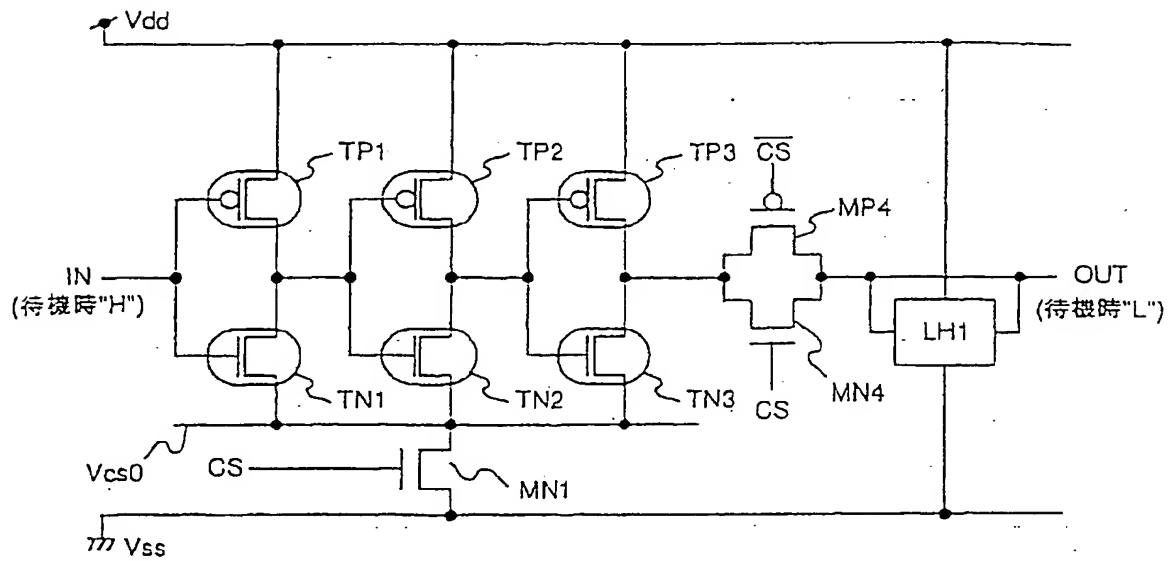 Vdd
TP1
TP2
TP3
CS
MP4
IN
(待機時"H")
OUT
(待機時"L")
LH1
TN1
TN2
TN3
MN4
CS
Vcs0
CS
MN1
Vss